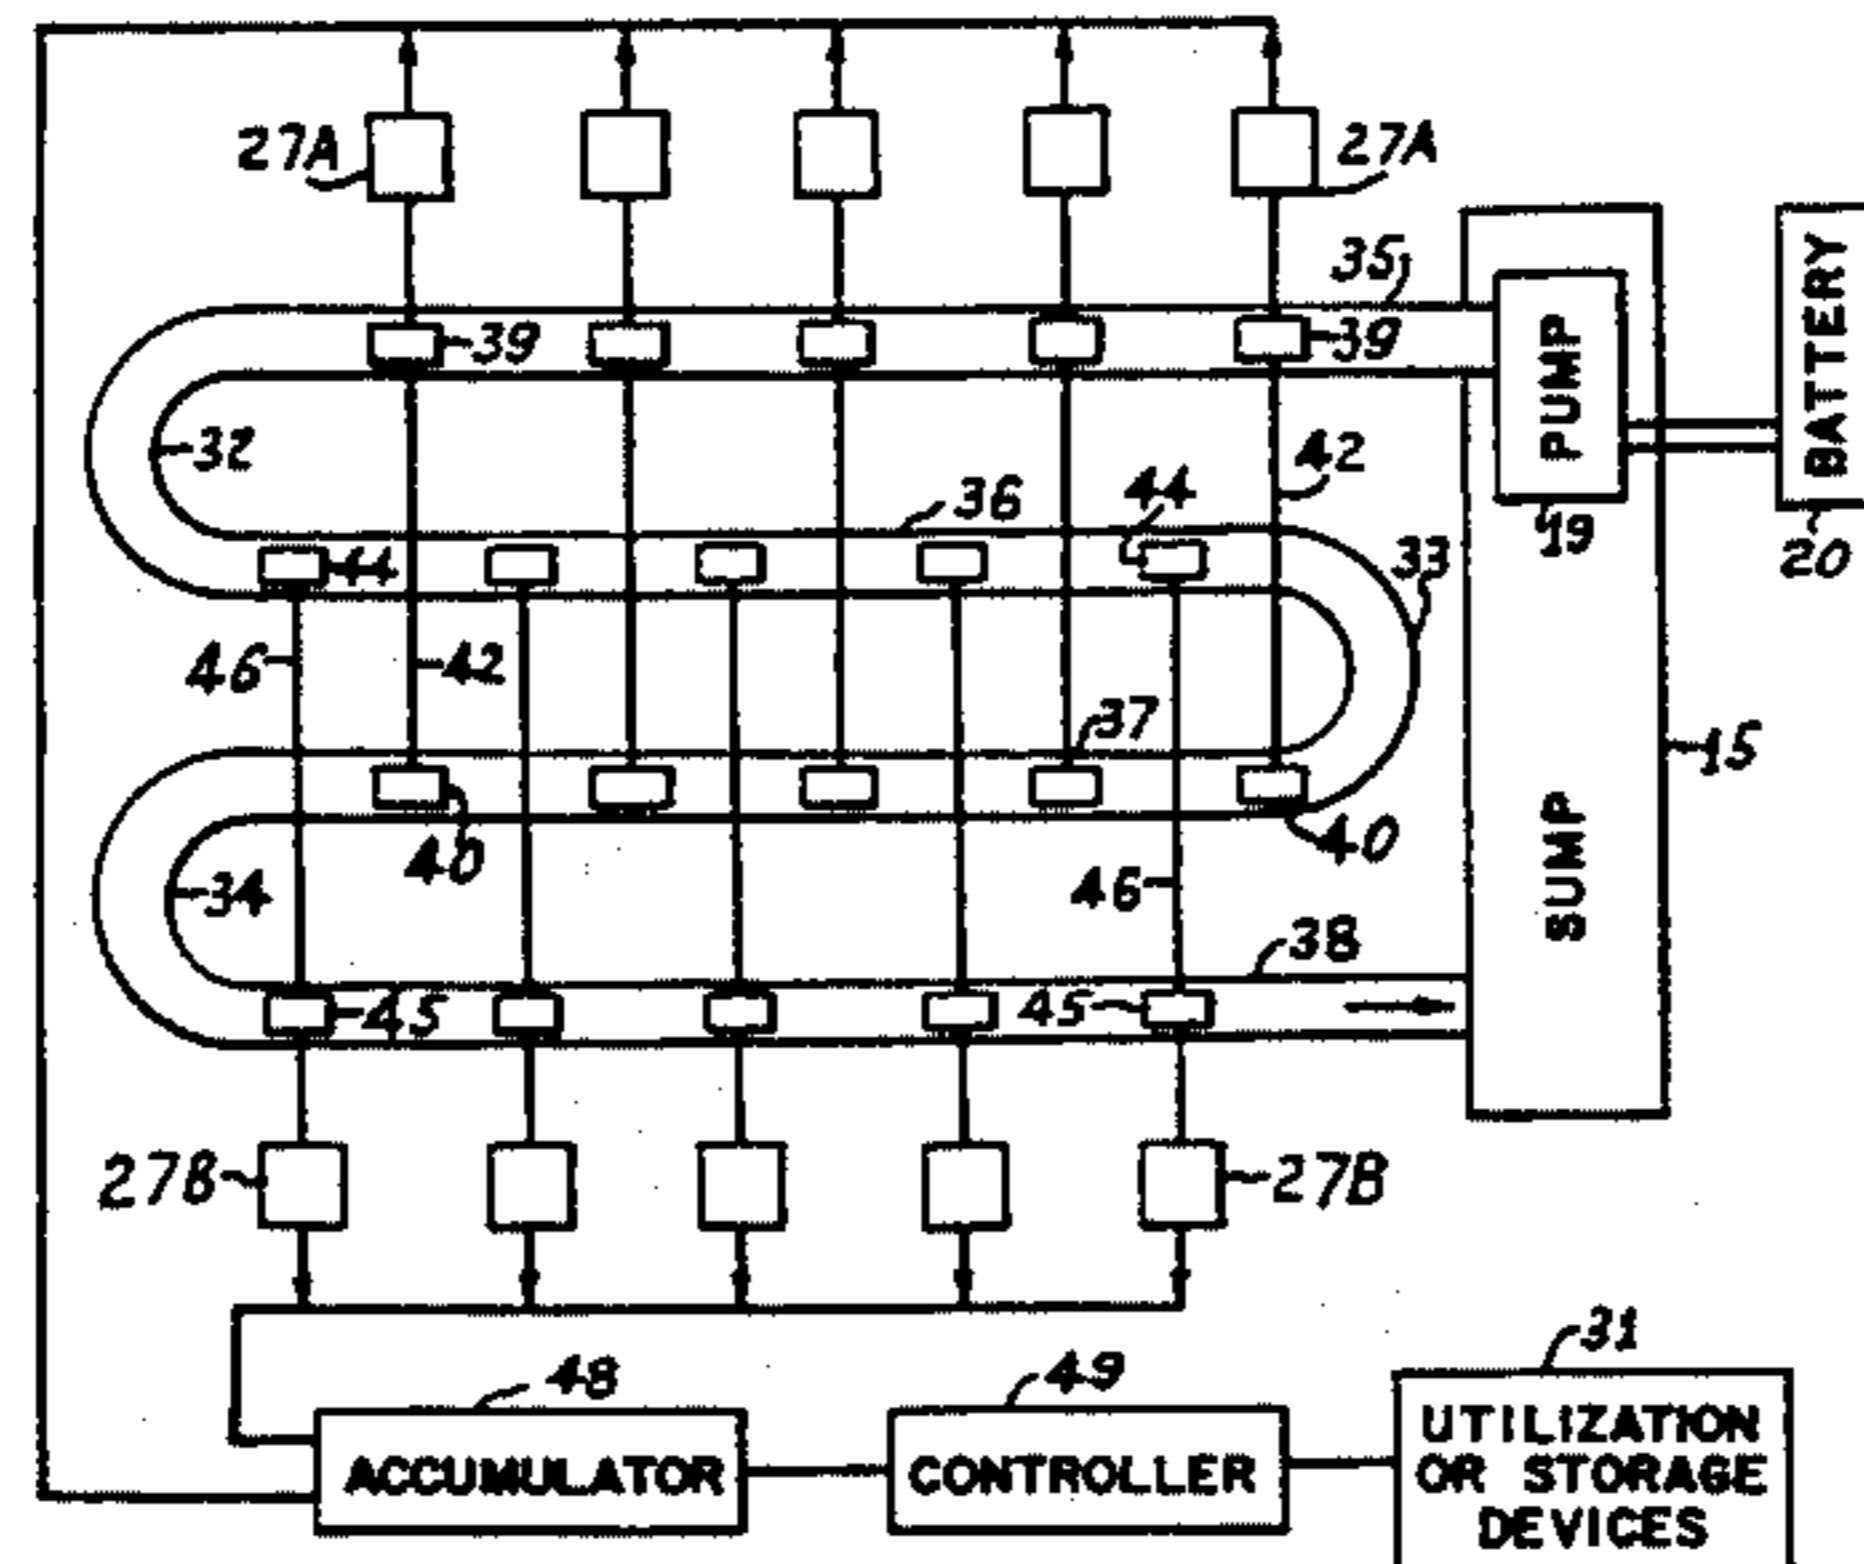 27A
27A
35
39
39
PUMP
BATTERY
32
42
36
44
19
20
44
33
46
42
37
15
40
40
34
46
SUMP
38
45
45
27B
27B
31
48
49
ACCUMULATOR
CONTROLLER
UTILIZATION
OR STORAGE
DEVICES